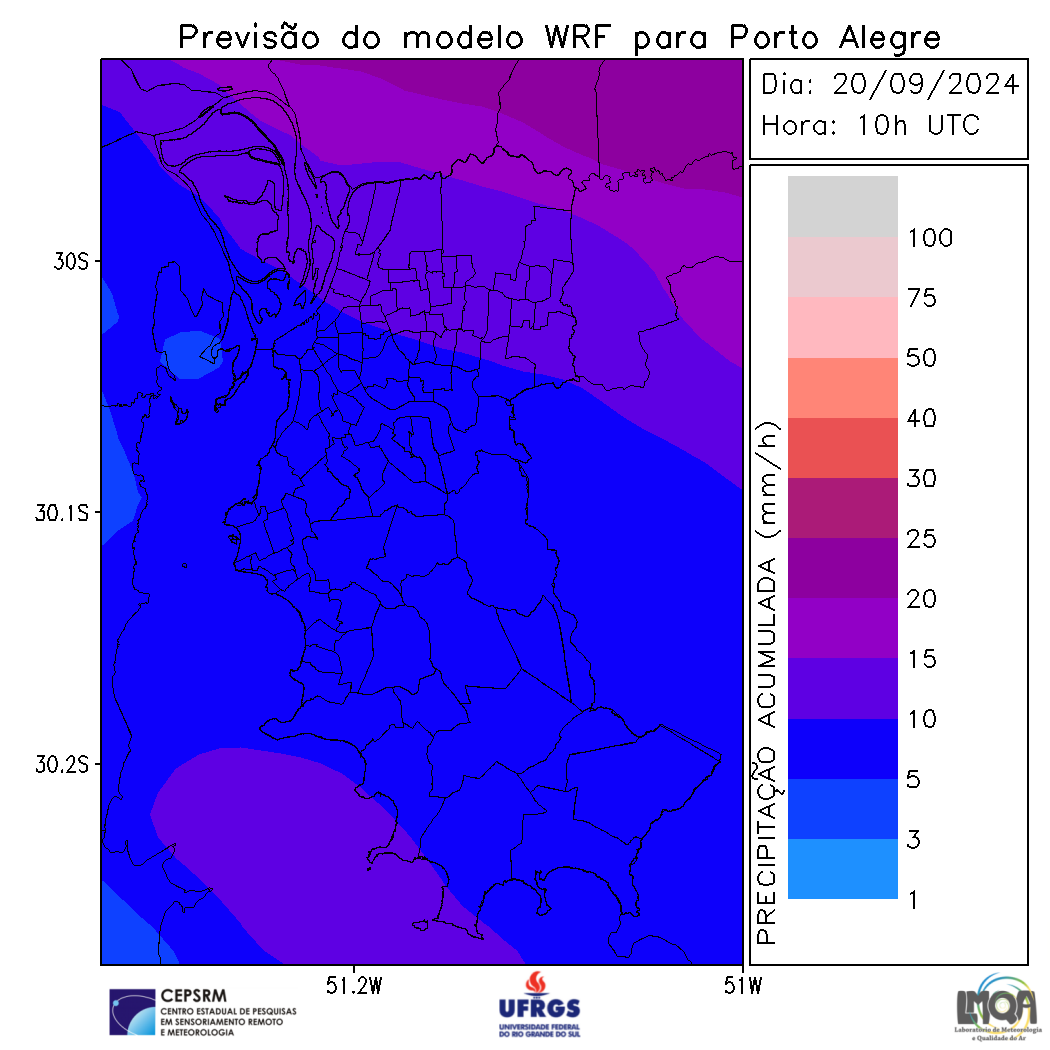 Previsão do modelo WRF para Porto Alegre
Dia: 20/09/2024
Hora: 10h UTC
30S
30.1S
30.2S
51.2W
51W
PRECIPITAÇÃO ACUMULADA (mm/h)
100
75
50
40
30
25
20
15
10
5
3
1
CEPSRM
CENTRO ESTADUAL DE PESQUISAS
EM SENSORIAMENTO REMOTO
E METEOROLOGIA
UFRGS
UNIVERSIDADE FEDERAL
DO RIO GRANDE DO SUL
LMQA
Laboratório de Meteorologia
e Qualidade do Ar